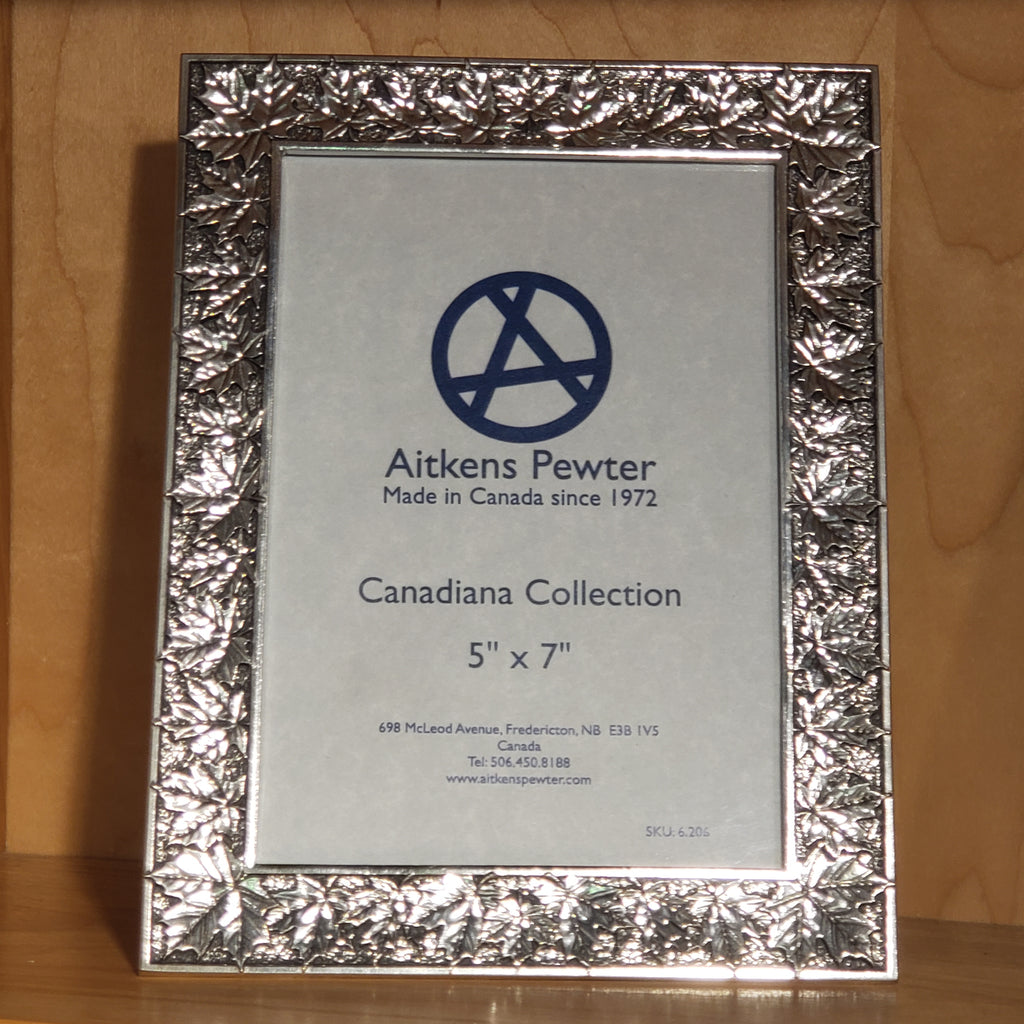 Aitkens Pewter
Made in Canada since 1972
Canadiana Collection
5" x 7"
698 McLeod Avenue, Fredericton, NB  E3B 1V5
Canada
Tel: 506.450.8188
www.aitkenspewter.com
SKU: 6.206